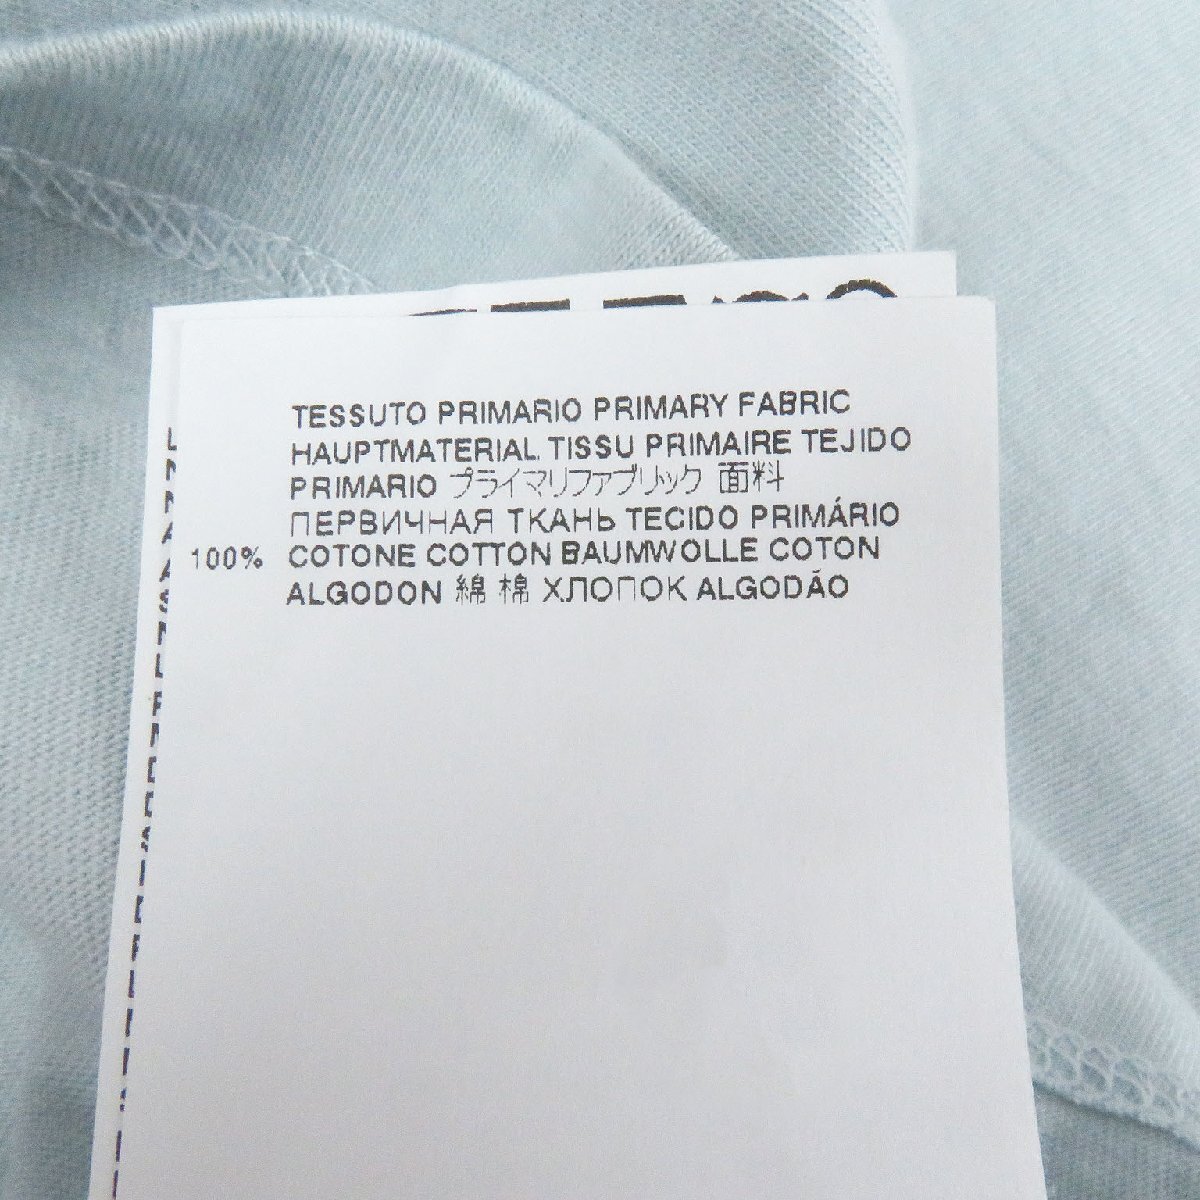 TESSUTO PRIMARIO PRIMARY FABRIC
HAUPTMATERIAL TISSU PRIMAIRE TEJIDO
PRIMARIO プライマリファブリック 面料
ПЕРВИЧНАЯ ТКАНЬ TECIDO PRIMÁRIO
100% COTONE COTTON BAUMWOLLE COTON
ALGODON 綿 棉 ХЛОПОК ALGODÃO